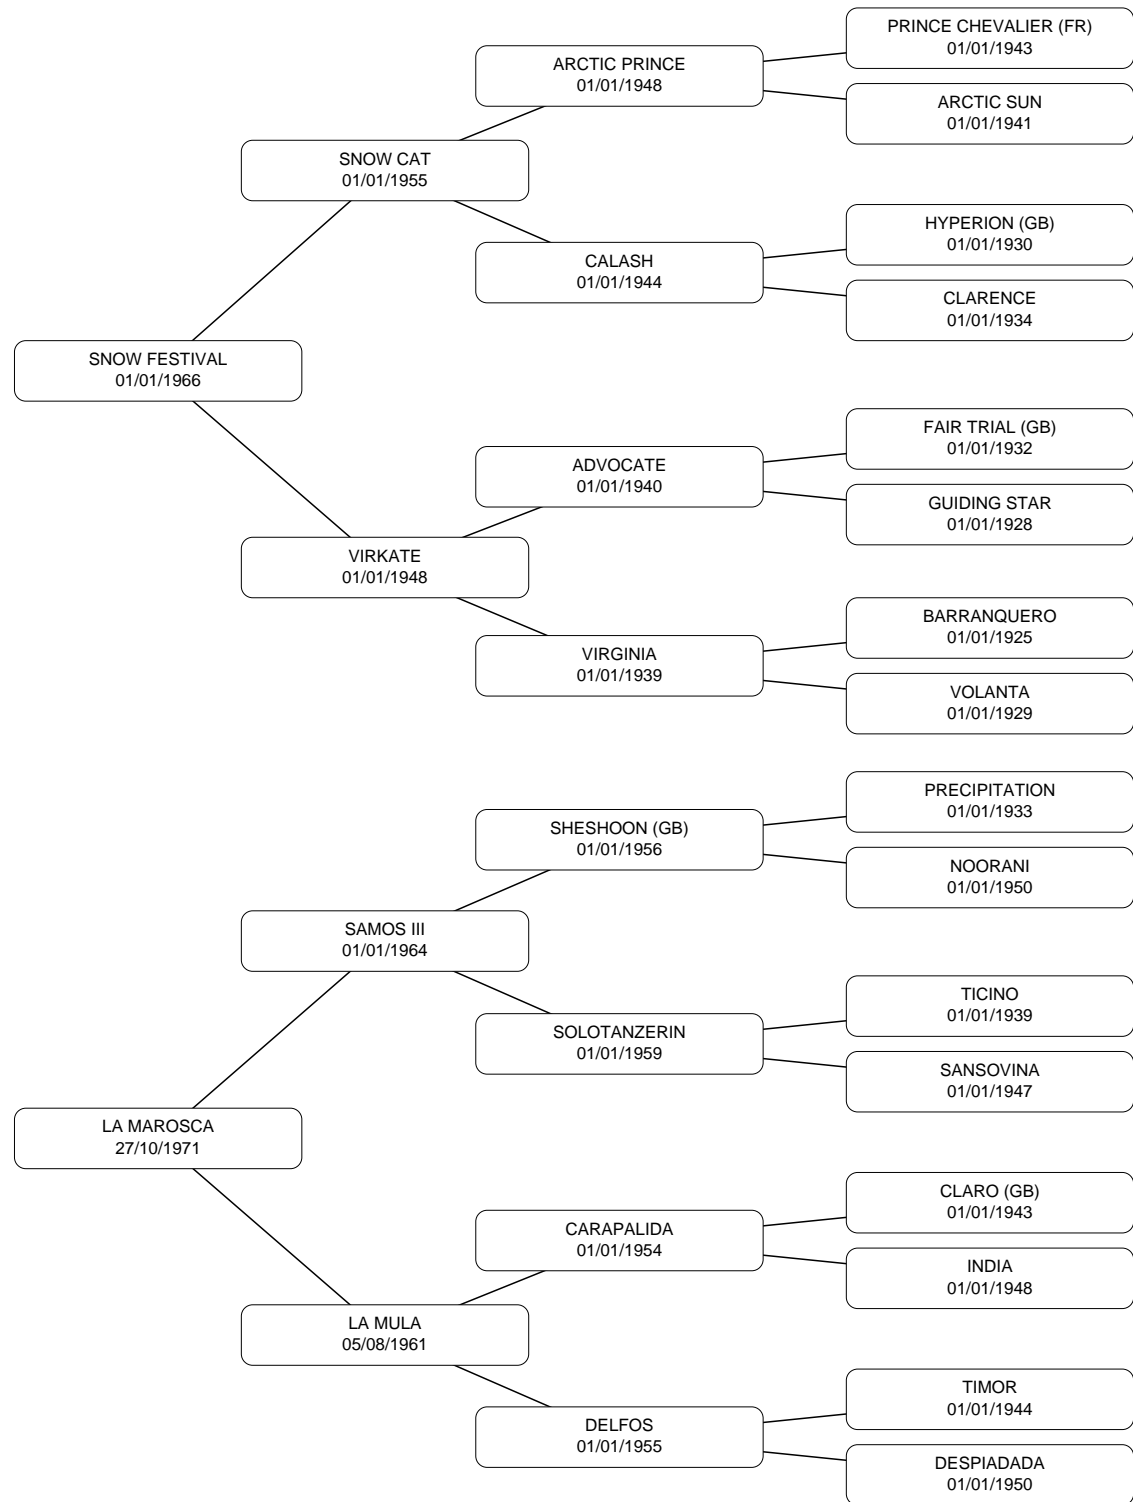 PRINCE CHEVALIER (FR)
01/01/1943
ARCTIC PRINCE
01/01/1948
ARCTIC SUN
01/01/1941
SNOW CAT
01/01/1955
HYPERION (GB)
01/01/1930
CALASH
01/01/1944
CLARENCE
01/01/1934
SNOW FESTIVAL
01/01/1966
FAIR TRIAL (GB)
01/01/1932
ADVOCATE
01/01/1940
GUIDING STAR
01/01/1928
VIRKATE
01/01/1948
BARRANQUERO
01/01/1925
VIRGINIA
01/01/1939
VOLANTA
01/01/1929
PRECIPITATION
01/01/1933
SHESHOON (GB)
01/01/1956
NOORANI
01/01/1950
SAMOS III
01/01/1964
TICINO
01/01/1939
SOLOTANZERIN
01/01/1959
SANSOVINA
01/01/1947
LA MAROSCA
27/10/1971
CLARO (GB)
01/01/1943
CARAPALIDA
01/01/1954
INDIA
01/01/1948
LA MULA
05/08/1961
TIMOR
01/01/1944
DELFOS
01/01/1955
DESPIADADA
01/01/1950